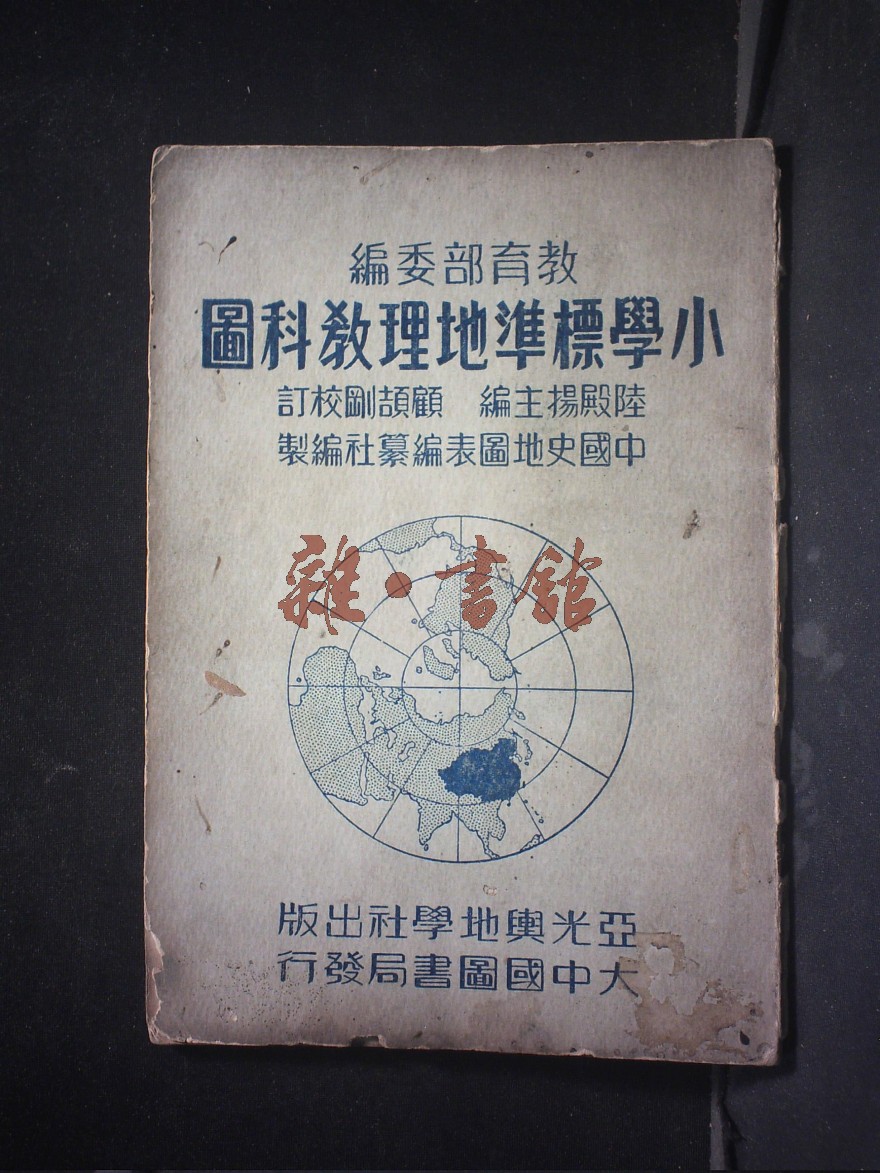 教育部委編
小學標準地理教科圖
陸殿揚主編 顧頡剛校訂
中國史地圖表編纂社編製
雜·書館
亞光輿地學社出版
大中國圖書局發行